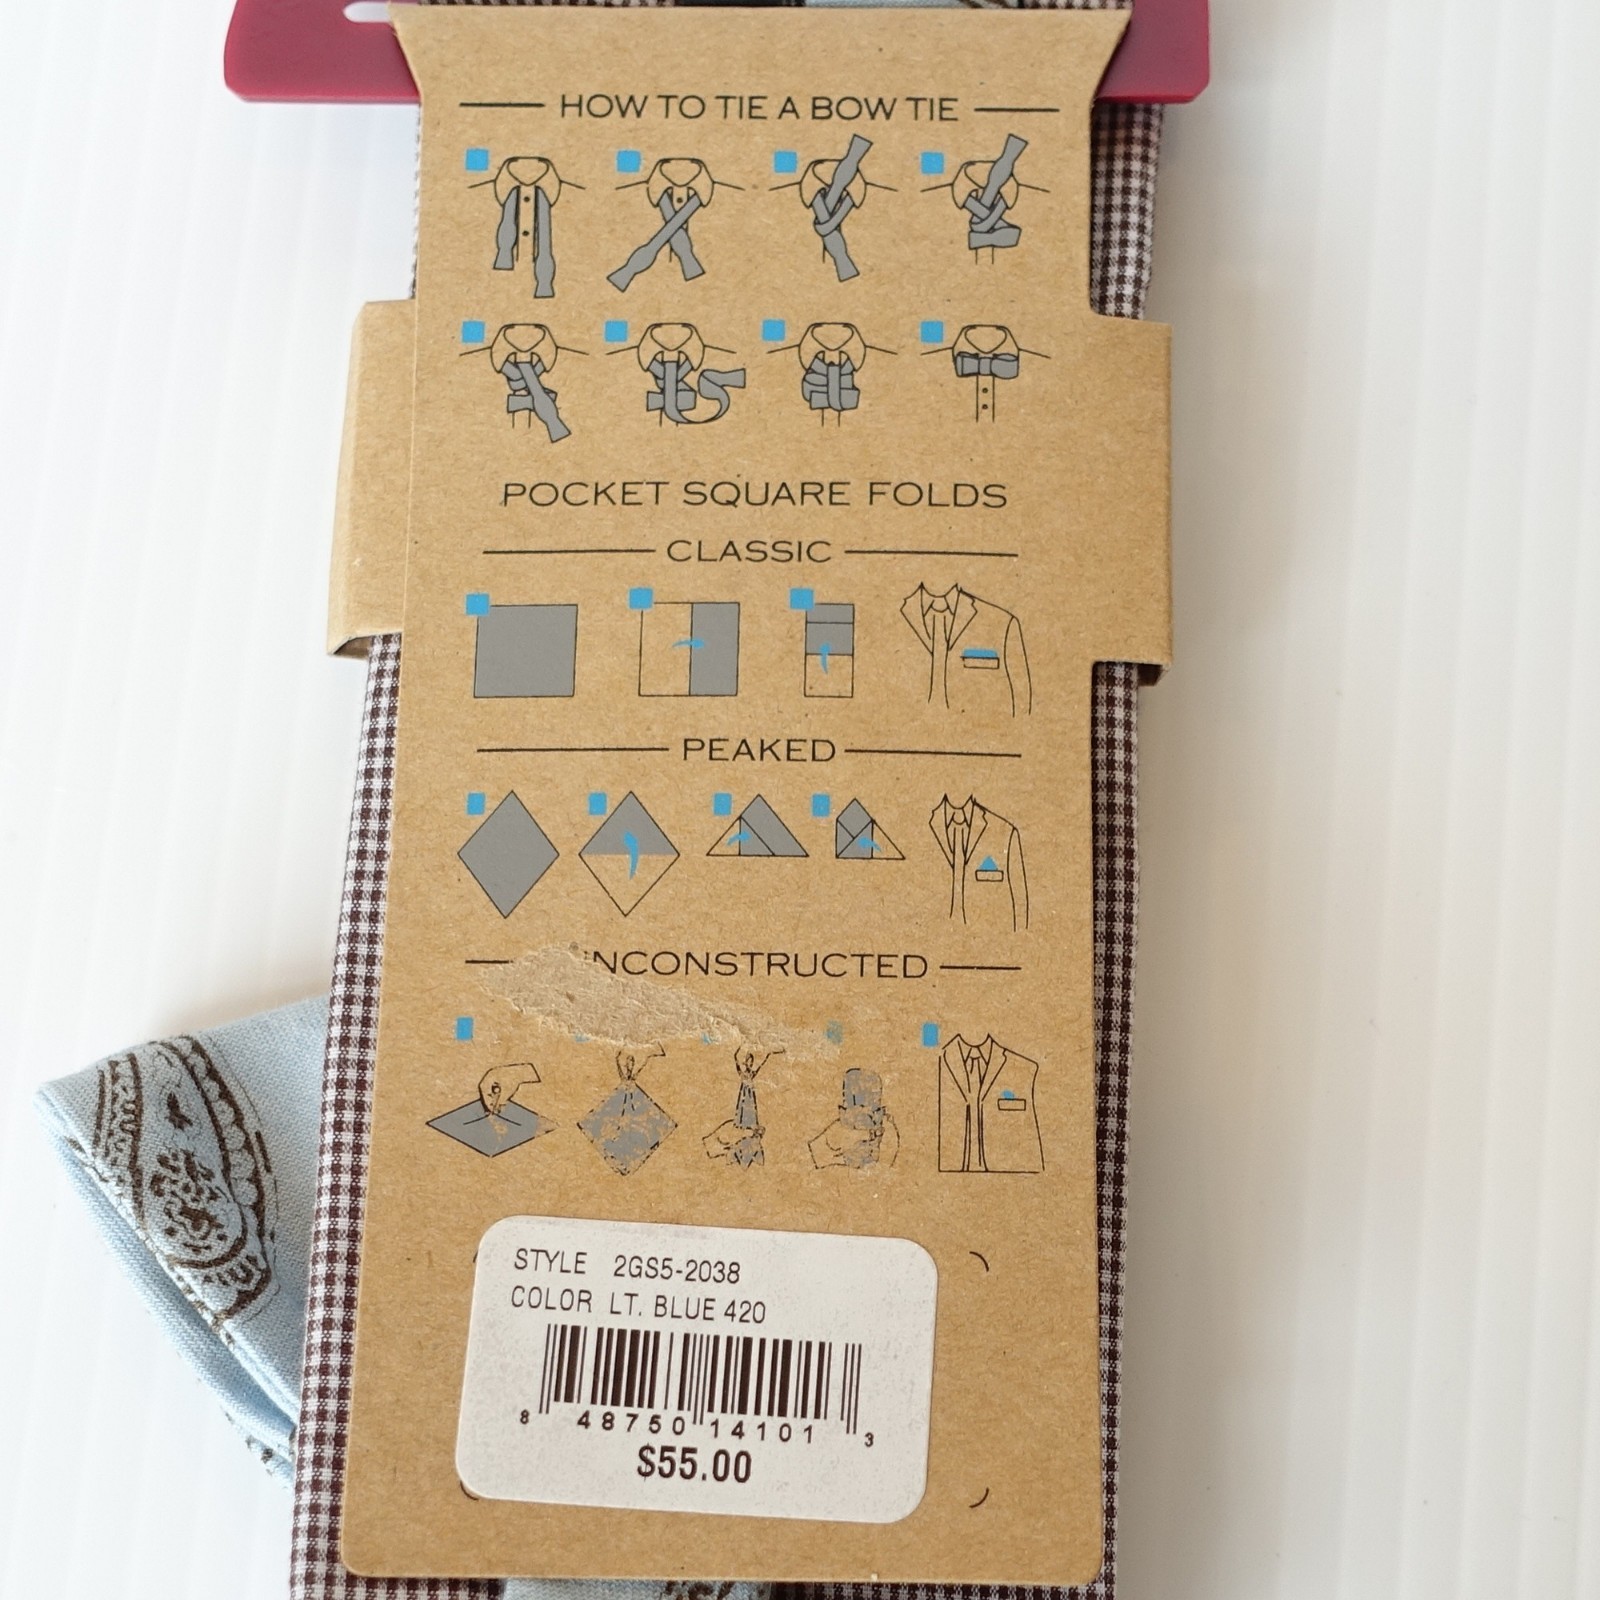 HOW TO TIE A BOW TIE
POCKET SQUARE FOLDS
CLASSIC
PEAKED
NCONSTRUCTED
STYLE 2GS5-2038
COLOR LT. BLUE 420
8 48750 14101 3
$55.00